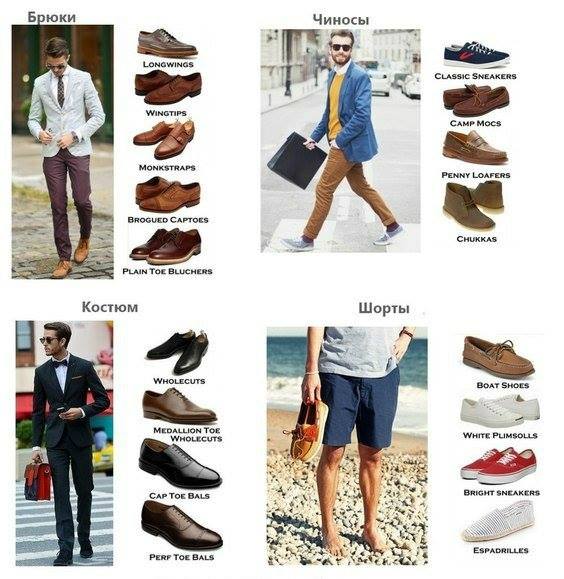 Брюки
LONGWINGS
WINGTIPS
MONKSTRAPS
BROGUED CAPTOES
PLAIN TOE BLUCHERS
Чиносы
CLASSIC SNEAKERS
CAMP MOCS
PENNY LOAFERS
CHUKKAS
Костюм
WHOLECUTS
MEDALLION TOE
WHOLECUTS
CAP TOE BALS
PERF TOE BALS
Шорты
BOAT SHOES
WHITE PLIMSOLLS
BRIGHT SNEAKERS
ESPADRILLES